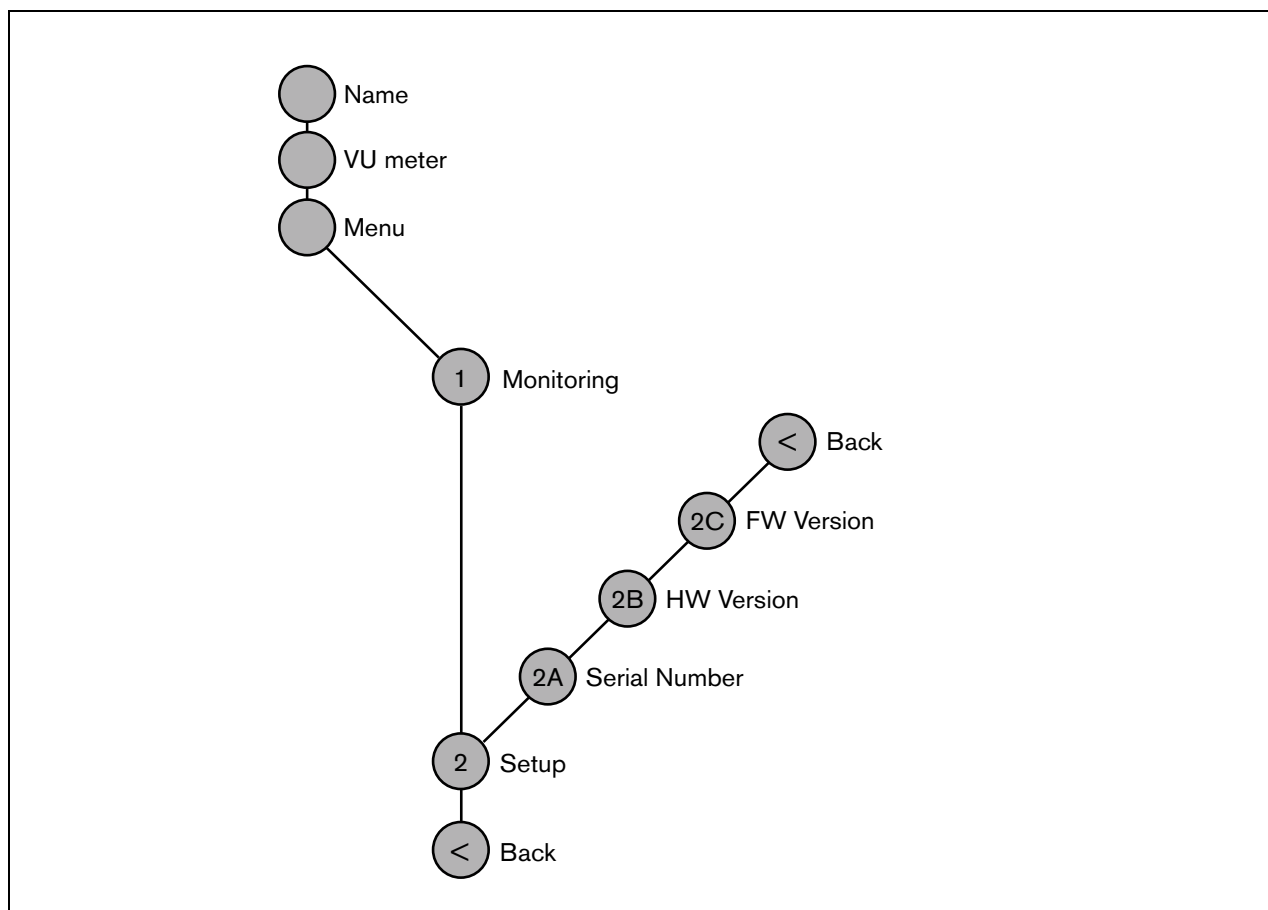 Name
VU meter
Menu
1 Monitoring
< Back
2C FW Version
2B HW Version
2A Serial Number
2 Setup
< Back